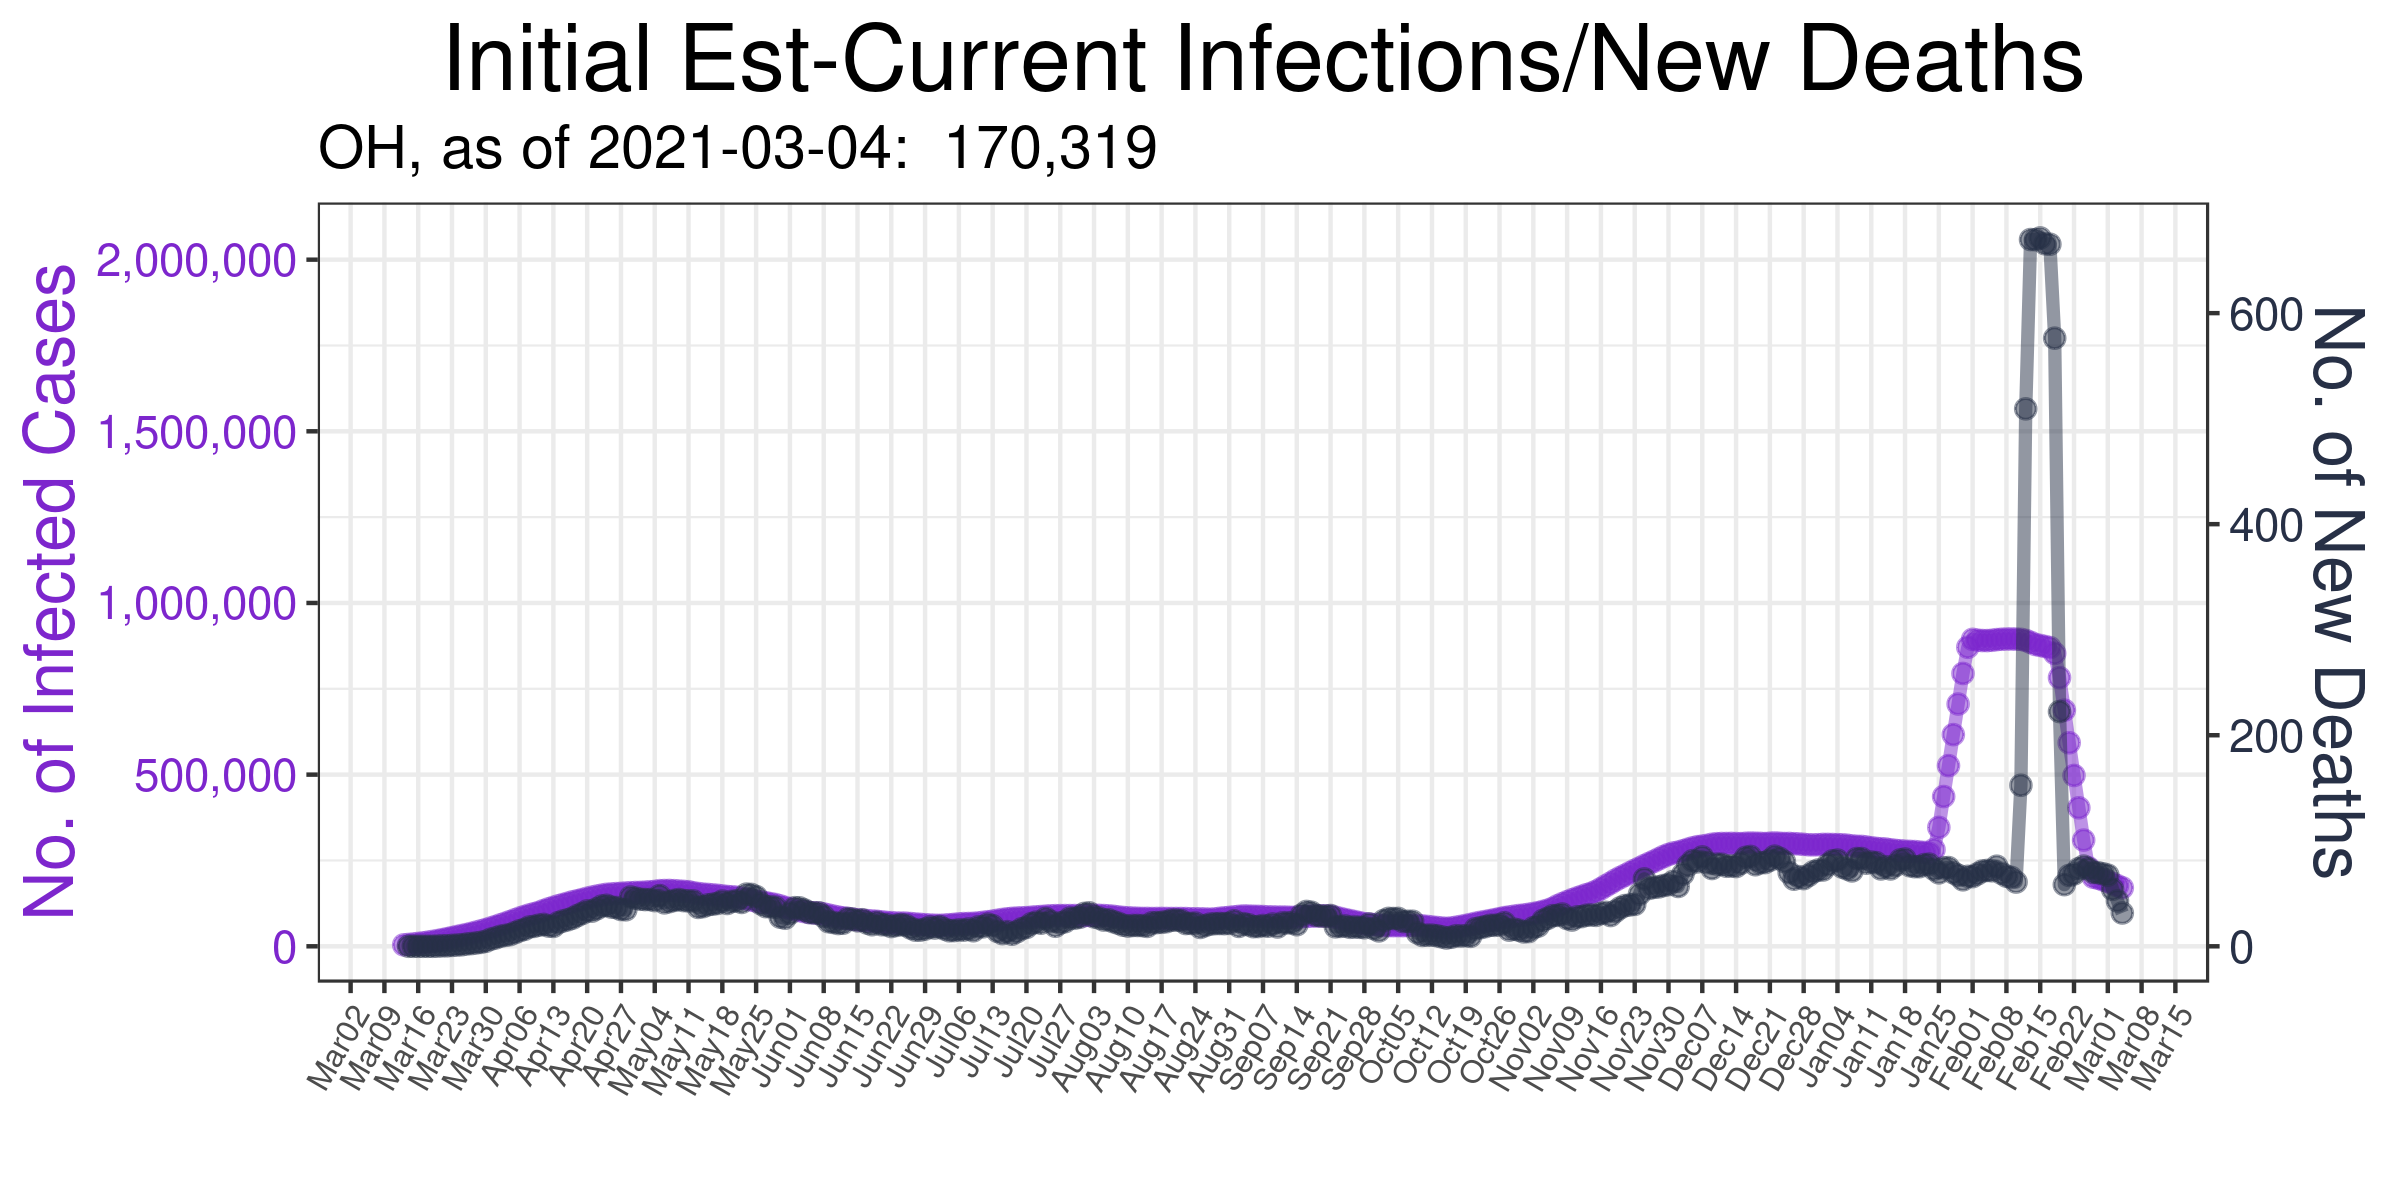 Initial Est-Current Infections/New Deaths
OH, as of 2021-03-04: 170,319
No. of Infected Cases
2,000,000
1,500,000
1,000,000
500,000
0
600
400
200
0
No. of New Deaths
Mar02
Mar09
Mar16
Mar23
Mar30
Apr06
Apr13
Apr20
Apr27
May04
May11
May18
May25
Jun01
Jun08
Jun15
Jun22
Jun29
Jul06
Jul13
Jul20
Jul27
Aug03
Aug10
Aug17
Aug24
Aug31
Sep07
Sep14
Sep21
Sep28
Oct05
Oct12
Oct19
Oct26
Nov02
Nov09
Nov16
Nov23
Nov30
Dec07
Dec14
Dec21
Dec28
Jan04
Jan11
Jan18
Jan25
Feb01
Feb08
Feb15
Feb22
Mar01
Mar08
Mar15